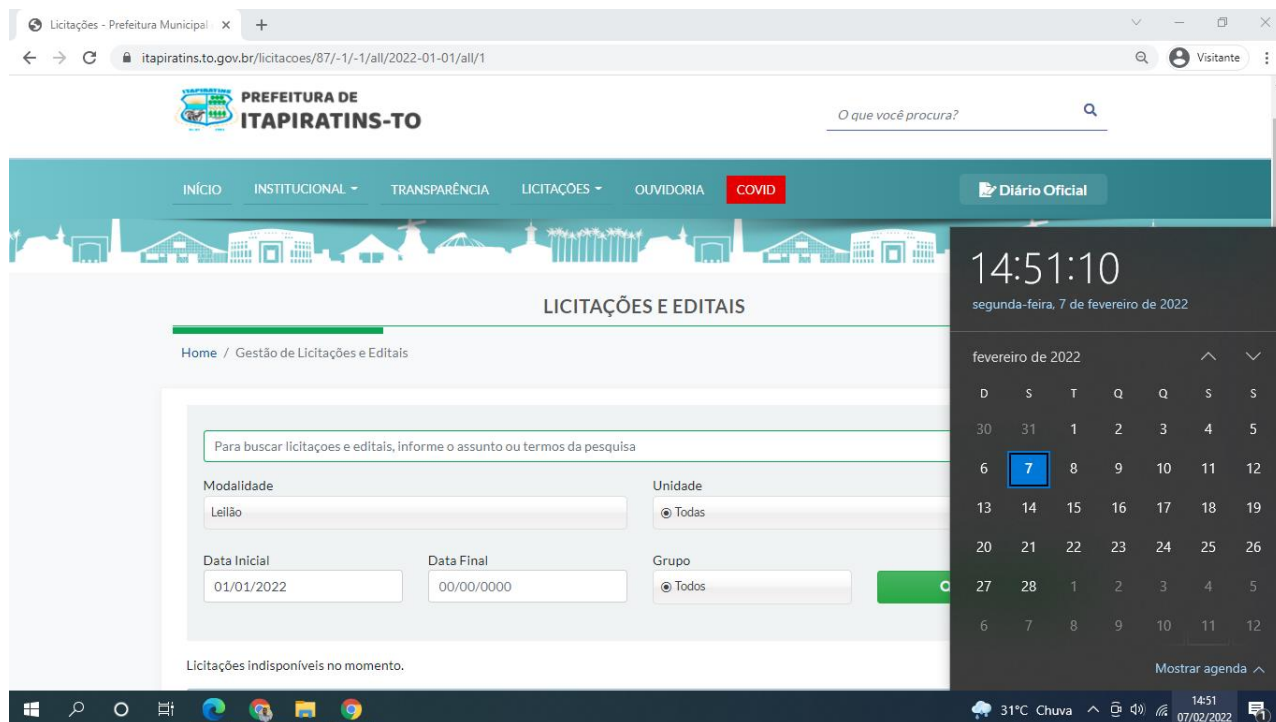 Licitações - Prefeitura Municipal
itapiratins.to.gov.br/licitacoes/87/-1/-1/all/2022-01-01/all/1
Visitante
ITAPIRATINS
PREFEITURA DE
ITAPIRATINS-TO
O que você procura?
INÍCIO INSTITUCIONAL TRANSPARÊNCIA LICITAÇÕES OUVIDORIA COVID Diário Oficial
LICITAÇÕES E EDITAIS
Home / Gestão de Licitações e Editais
Para buscar licitaçoes e editais, informe o assunto ou termos da pesquisa
Modalidade Unidade
Leilão Todas
Data Inicial Data Final Grupo
01/01/2022 00/00/0000 Todos
Licitações indisponíveis no momento.
14:51:10
segunda-feira, 7 de fevereiro de 2022
fevereiro de 2022
D S T Q Q S S
30 31 1 2 3 4 5
6 7 8 9 10 11 12
13 14 15 16 17 18 19
20 21 22 23 24 25 26
27 28 1 2 3 4 5
6 7 8 9 10 11 12
Mostrar agenda
31°C Chuva
14:51
07/02/2022